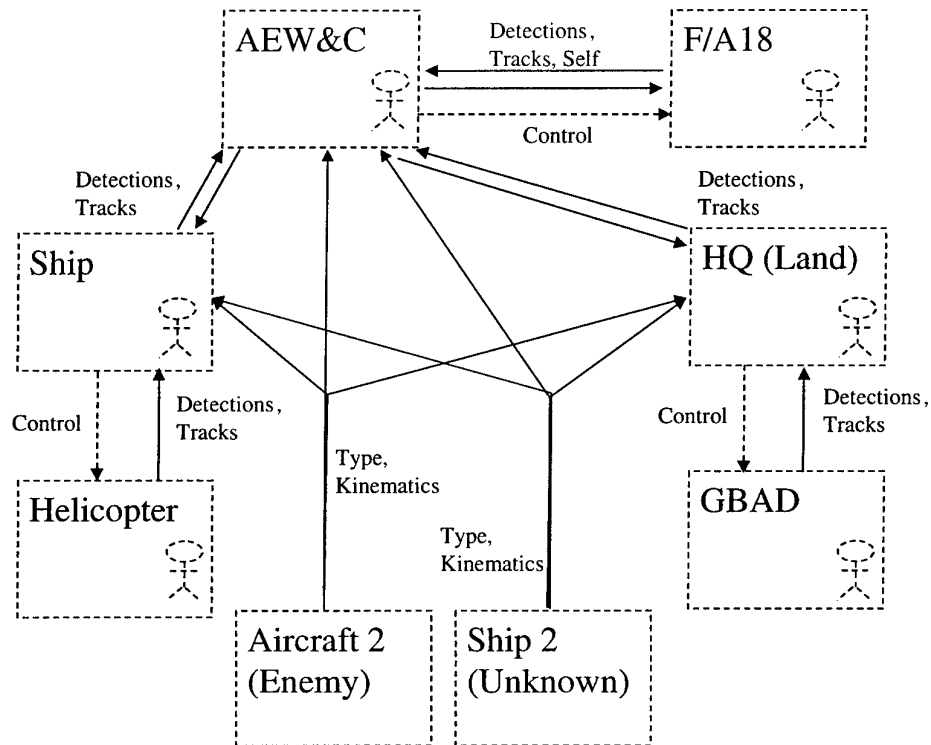 AEW&C
Detections,
Tracks, Self
F/A18
Control
Detections,
Tracks
Detections,
Tracks
Ship
HQ (Land)
Control
Detections,
Tracks
Control
Detections,
Tracks
Type,
Kinematics
Helicopter
GBAD
Type,
Kinematics
Aircraft 2
(Enemy)
Ship 2
(Unknown)